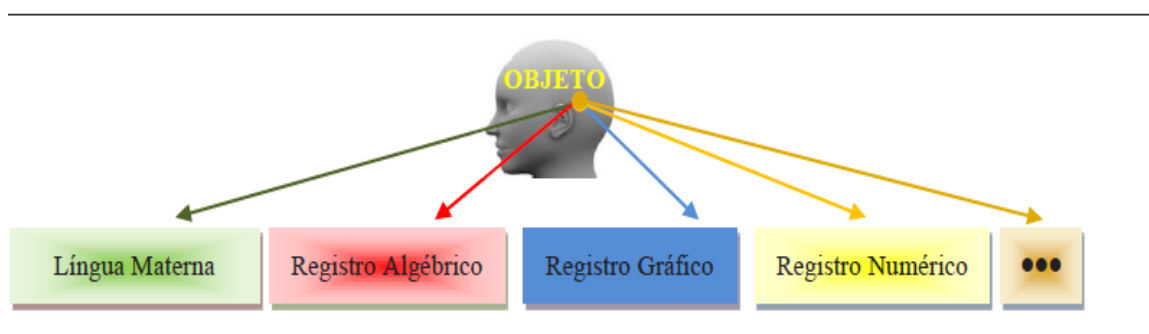 OBJETO
Língua Materna
Registro Algébrico
Registro Gráfico
Registro Numérico
•••